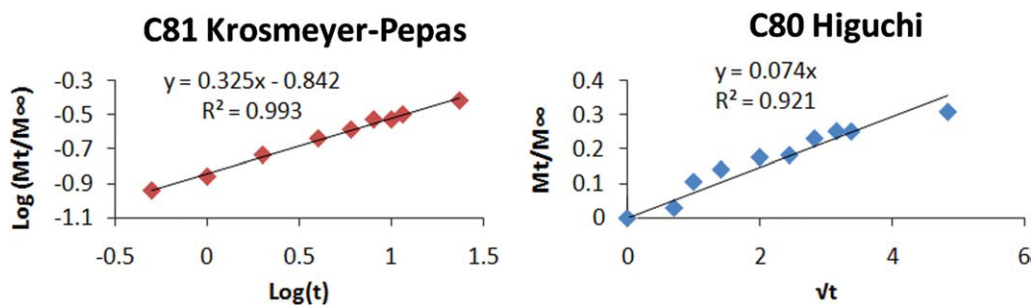 C81 Krosmeyer-Pepas
y = 0.325x - 0.842
R² = 0.993
-0.3
-0.5
-0.7
-0.9
-1.1
Log (Mt/M∞)
-0.5 0 0.5 1 1.5
Log(t)
C80 Higuchi
y = 0.074x
R² = 0.921
0.4
0.3
0.2
0.1
0
Mt/M∞
0 2 4 6
√t